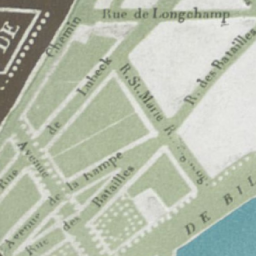 Rue de Longchamp
DE
Chemin
de
Lubeck
R. St. Marie
R. des Batailles
Avenue
de la
Rue
Avenue
Rue des Batailles
DE BIL